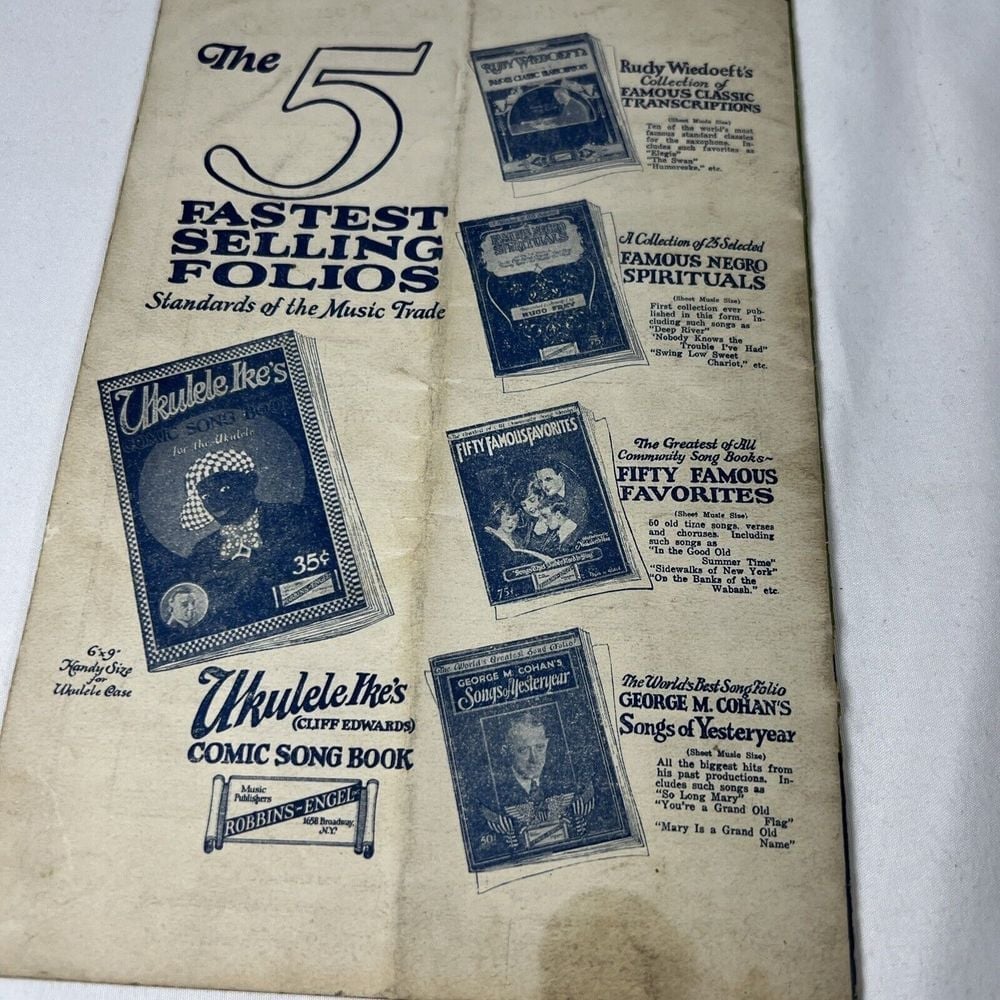 The
5
FASTEST
SELLING
FOLIOS
Standards of the Music Trade
Ukulele Ike's
COMIC SONG BOOK
for the Ukulele
35¢
6"x9"
Handy Size
for
Ukulele Case
Ukulele Ike's
(CLIFF EDWARDS)
COMIC SONG BOOK
Music
Publishers
ROBBINS-ENGEL
1658 Broadway,
N.Y.
RUDY WIEDOEFT'S
Rudy Wiedoeft's
Collection of
FAMOUS CLASSIC
TRANSCRIPTIONS
(Sheet Music Size)
Ten of the world's most
famous standard classics
for the saxophone. In-
cludes such favorites as
"Elegie"
"The Swan"
"Humoreske," etc.
SPIRITUALS
HUGO FREY
A Collection of 25 Selected
FAMOUS NEGRO
SPIRITUALS
(Sheet Music Size)
First collection ever pub-
lished in this form. In-
cluding such songs as
"Deep River"
"Nobody Knows the
Trouble I've Had"
"Swing Low Sweet
Chariot," etc.
FIFTY FAMOUS FAVORITES
75¢
The Greatest of All
Community Song Books~
FIFTY FAMOUS
FAVORITES
(Sheet Music Size)
50 old time songs, verses
and choruses. Including
such songs as
"In the Good Old
Summer Time"
"Sidewalks of New York"
"On the Banks of the
Wabash." etc.
The World's Greatest Song Folio
GEORGE M. COHAN'S
Songs of Yesteryear
50¢
The World's Best Song Folio
GEORGE M. COHAN'S
Songs of Yesteryear
(Sheet Music Size)
All the biggest hits from
his past productions. In-
cludes such songs as
"So Long Mary"
"You're a Grand Old
Flag"
"Mary Is a Grand Old
Name"